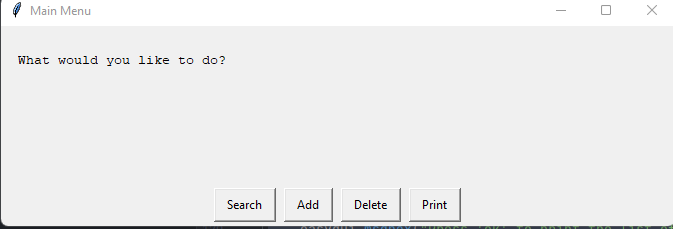 Main Menu
What would you like to do?
Search Add Delete Print